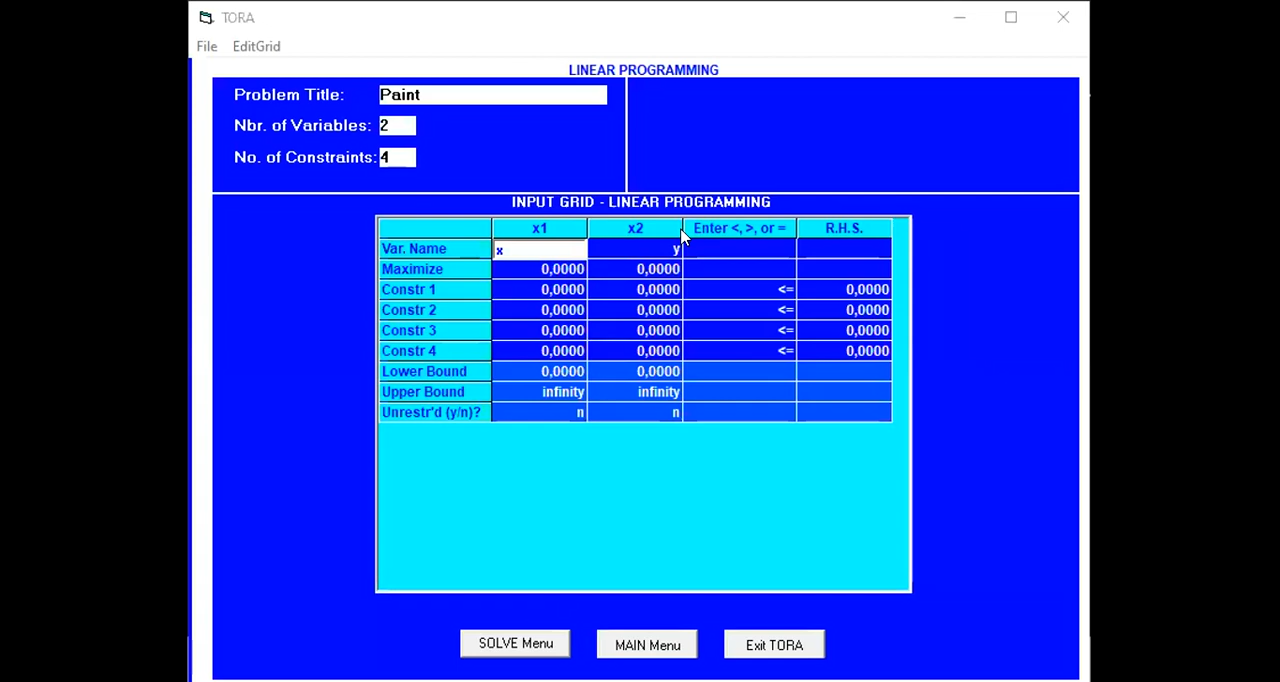 TORA
File EditGrid
LINEAR PROGRAMMING
Problem Title: Paint
Nbr. of Variables: 2
No. of Constraints: 4
INPUT GRID - LINEAR PROGRAMMING
x1 x2 Enter <, >, or = R.H.S.
Var. Name x y
Maximize 0,0000 0,0000
Constr 1 0,0000 0,0000 <= 0,0000
Constr 2 0,0000 0,0000 <= 0,0000
Constr 3 0,0000 0,0000 <= 0,0000
Constr 4 0,0000 0,0000 <= 0,0000
Lower Bound 0,0000 0,0000
Upper Bound infinity infinity
Unrestr'd (y/n)? n n
SOLVE Menu MAIN Menu Exit TORA